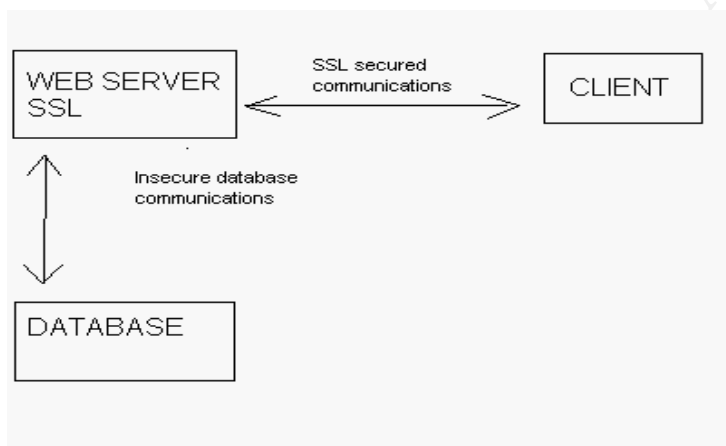 WEB SERVER
SSL
SSL secured
communications
CLIENT
Insecure database
communications
DATABASE